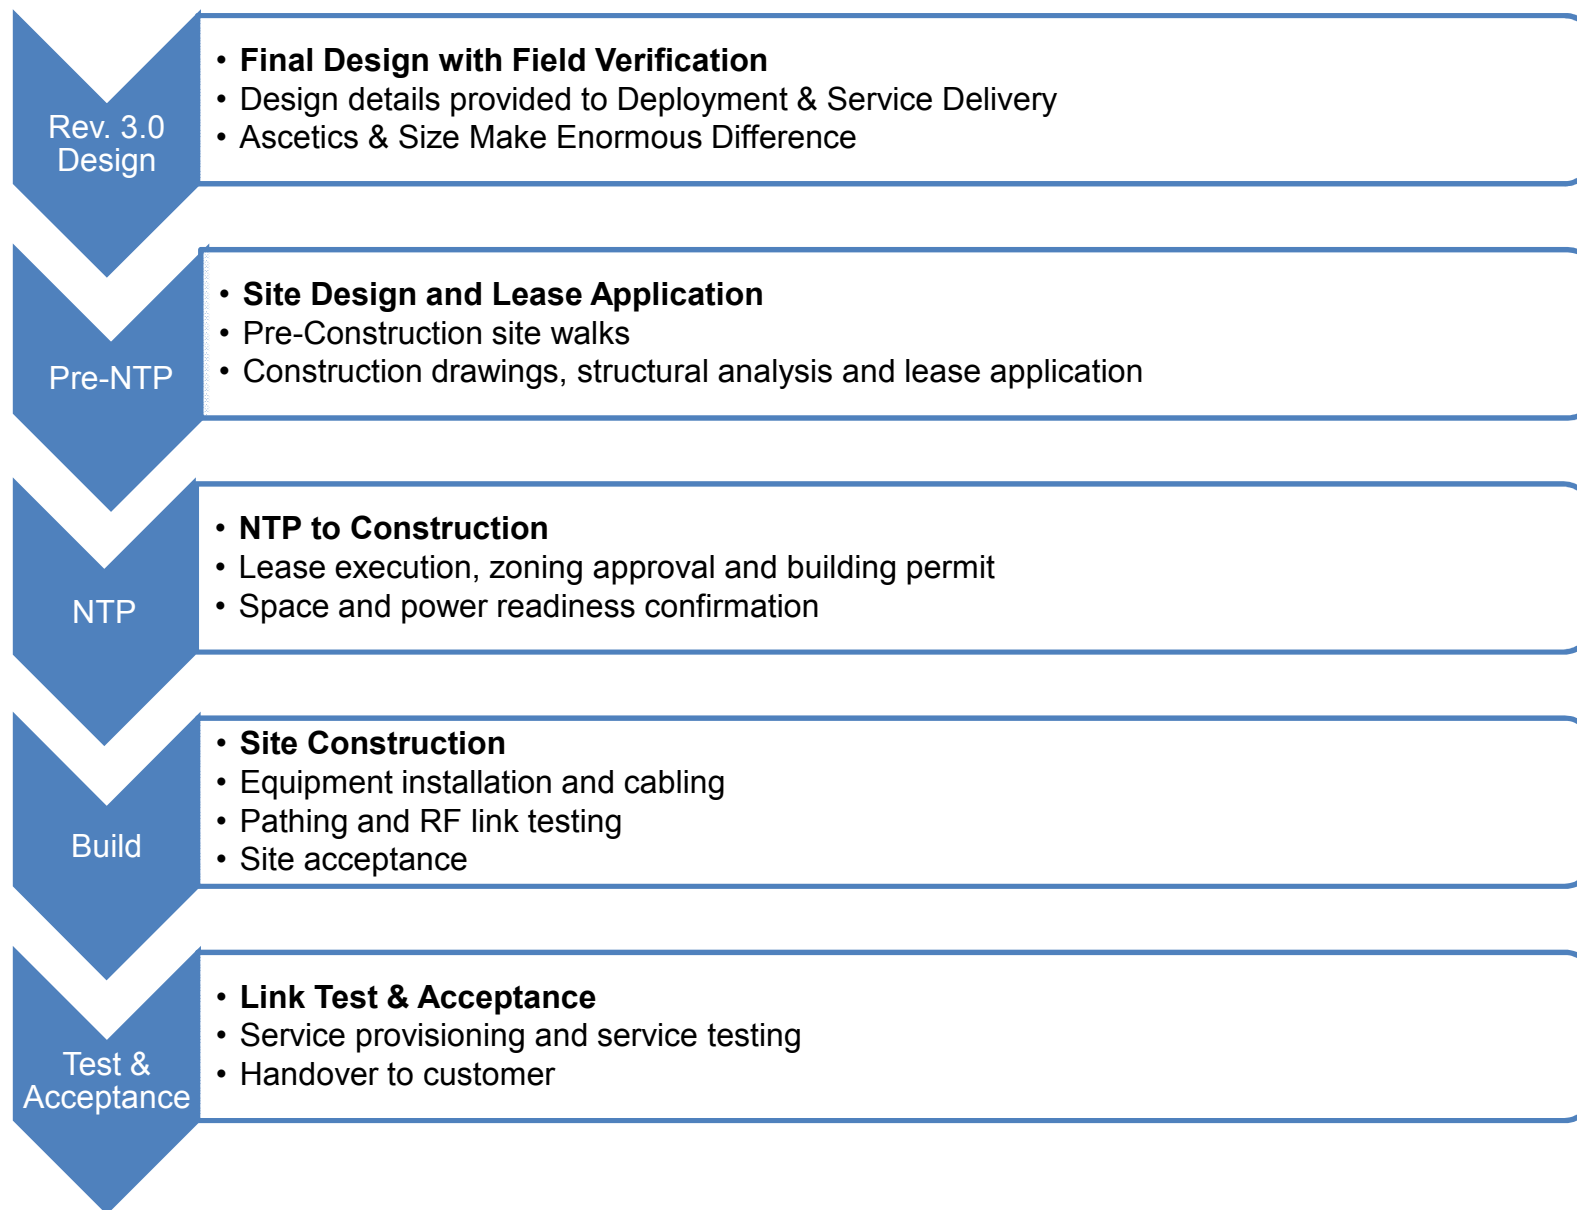 Rev. 3.0
Design
• Final Design with Field Verification
• Design details provided to Deployment & Service Delivery
• Ascetics & Size Make Enormous Difference
Pre-NTP
• Site Design and Lease Application
• Pre-Construction site walks
• Construction drawings, structural analysis and lease application
NTP
• NTP to Construction
• Lease execution, zoning approval and building permit
• Space and power readiness confirmation
Build
• Site Construction
• Equipment installation and cabling
• Pathing and RF link testing
• Site acceptance
Test &
Acceptance
• Link Test & Acceptance
• Service provisioning and service testing
• Handover to customer